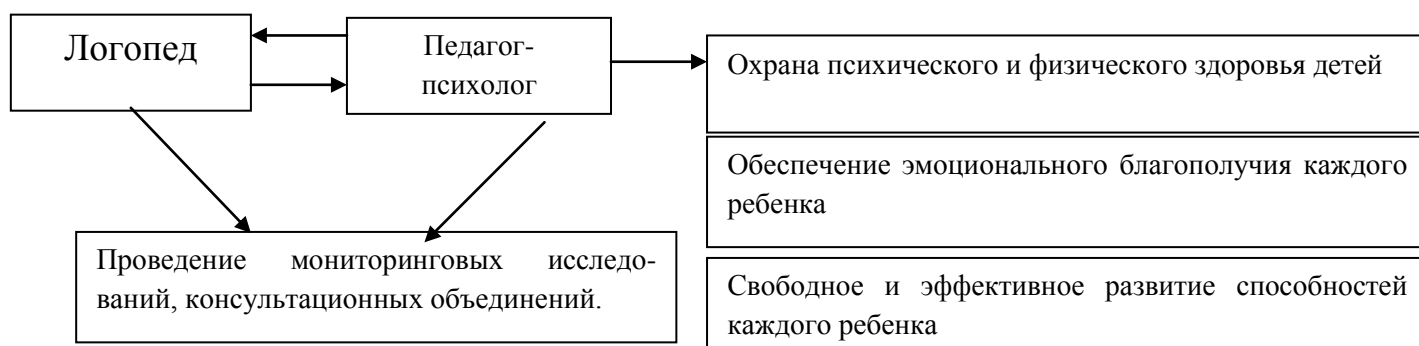 Логопед
Педагог-
психолог
Охрана психического и физического здоровья детей
Обеспечение эмоционального благополучия каждого
ребенка
Проведение мониторинговых исследо-
ваний, консультационных объединений.
Свободное и эффективное развитие способностей
каждого ребенка